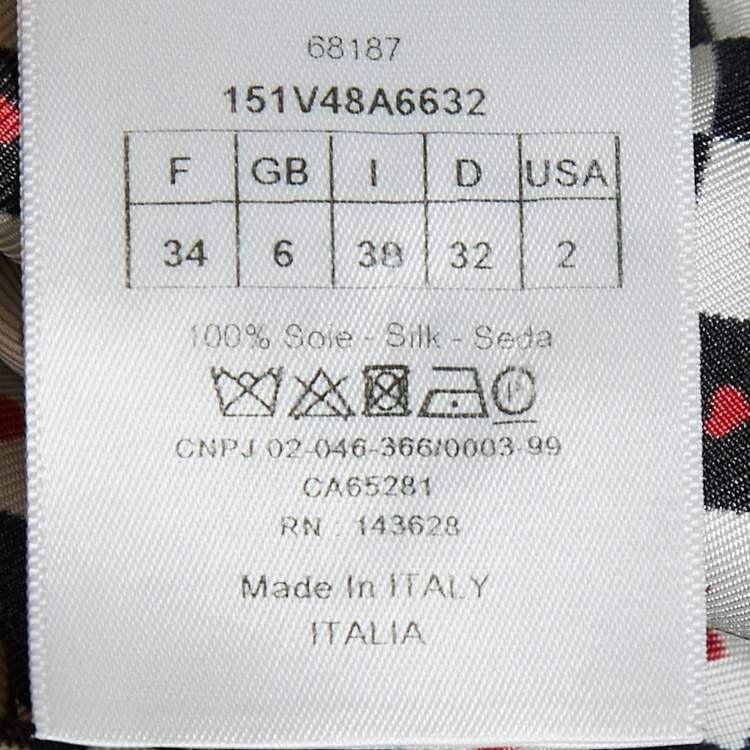 68187
151V48A6632
F GB I D USA
34 6 38 32 2
100% Soie - Silk - Seda
P
CNPJ 02-046-366/0003-99
CA65281
RN : 143628
Made In ITALY
ITALIA